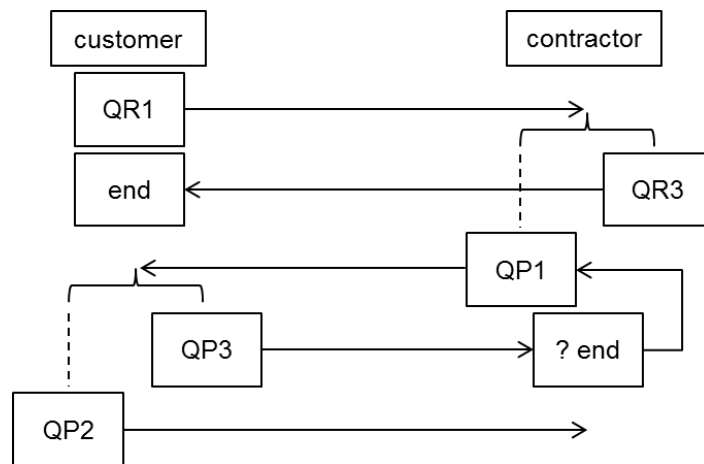 customer
contractor
QR1
end
QR3
QP1
QP3
? end
QP2